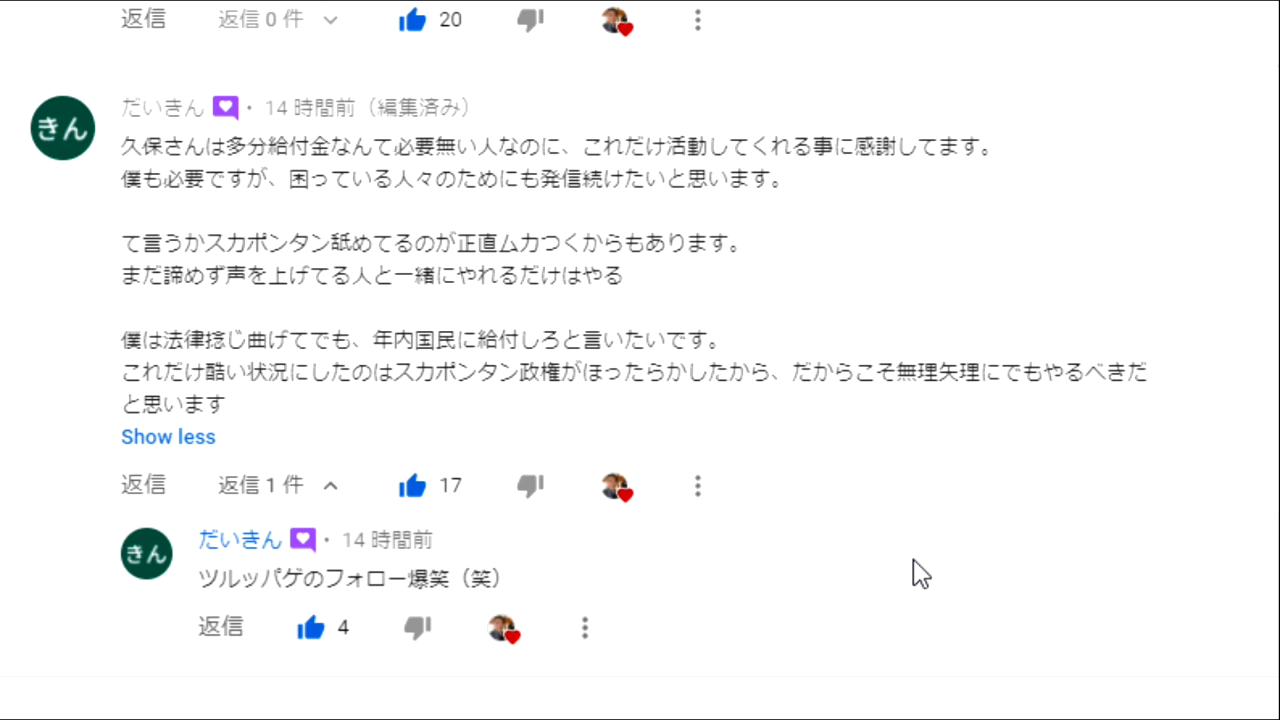 返信 返信 0 件 20
きん
だいきん ・ 14 時間前（編集済み）
久保さんは多分給付金なんて必要無い人なのに、これだけ活動してくれる事に感謝してます。
僕も必要ですが、困っている人々のためにも発信続けたいと思います。
て言うかスカポンタン舐めてるのが正直ムカつくからもあります。
まだ諦めず声を上げてる人と一緒にやれるだけはやる
僕は法律捻じ曲げてでも、年内国民に給付しろと言いたいです。
これだけ酷い状況にしたのはスカポンタン政権がほったらかしたから、だからこそ無理矢理にでもやるべきだ
と思います
Show less
返信 返信 1 件 17
きん
だいきん ・ 14 時間前
ツルッパゲのフォロー爆笑（笑）
返信 4